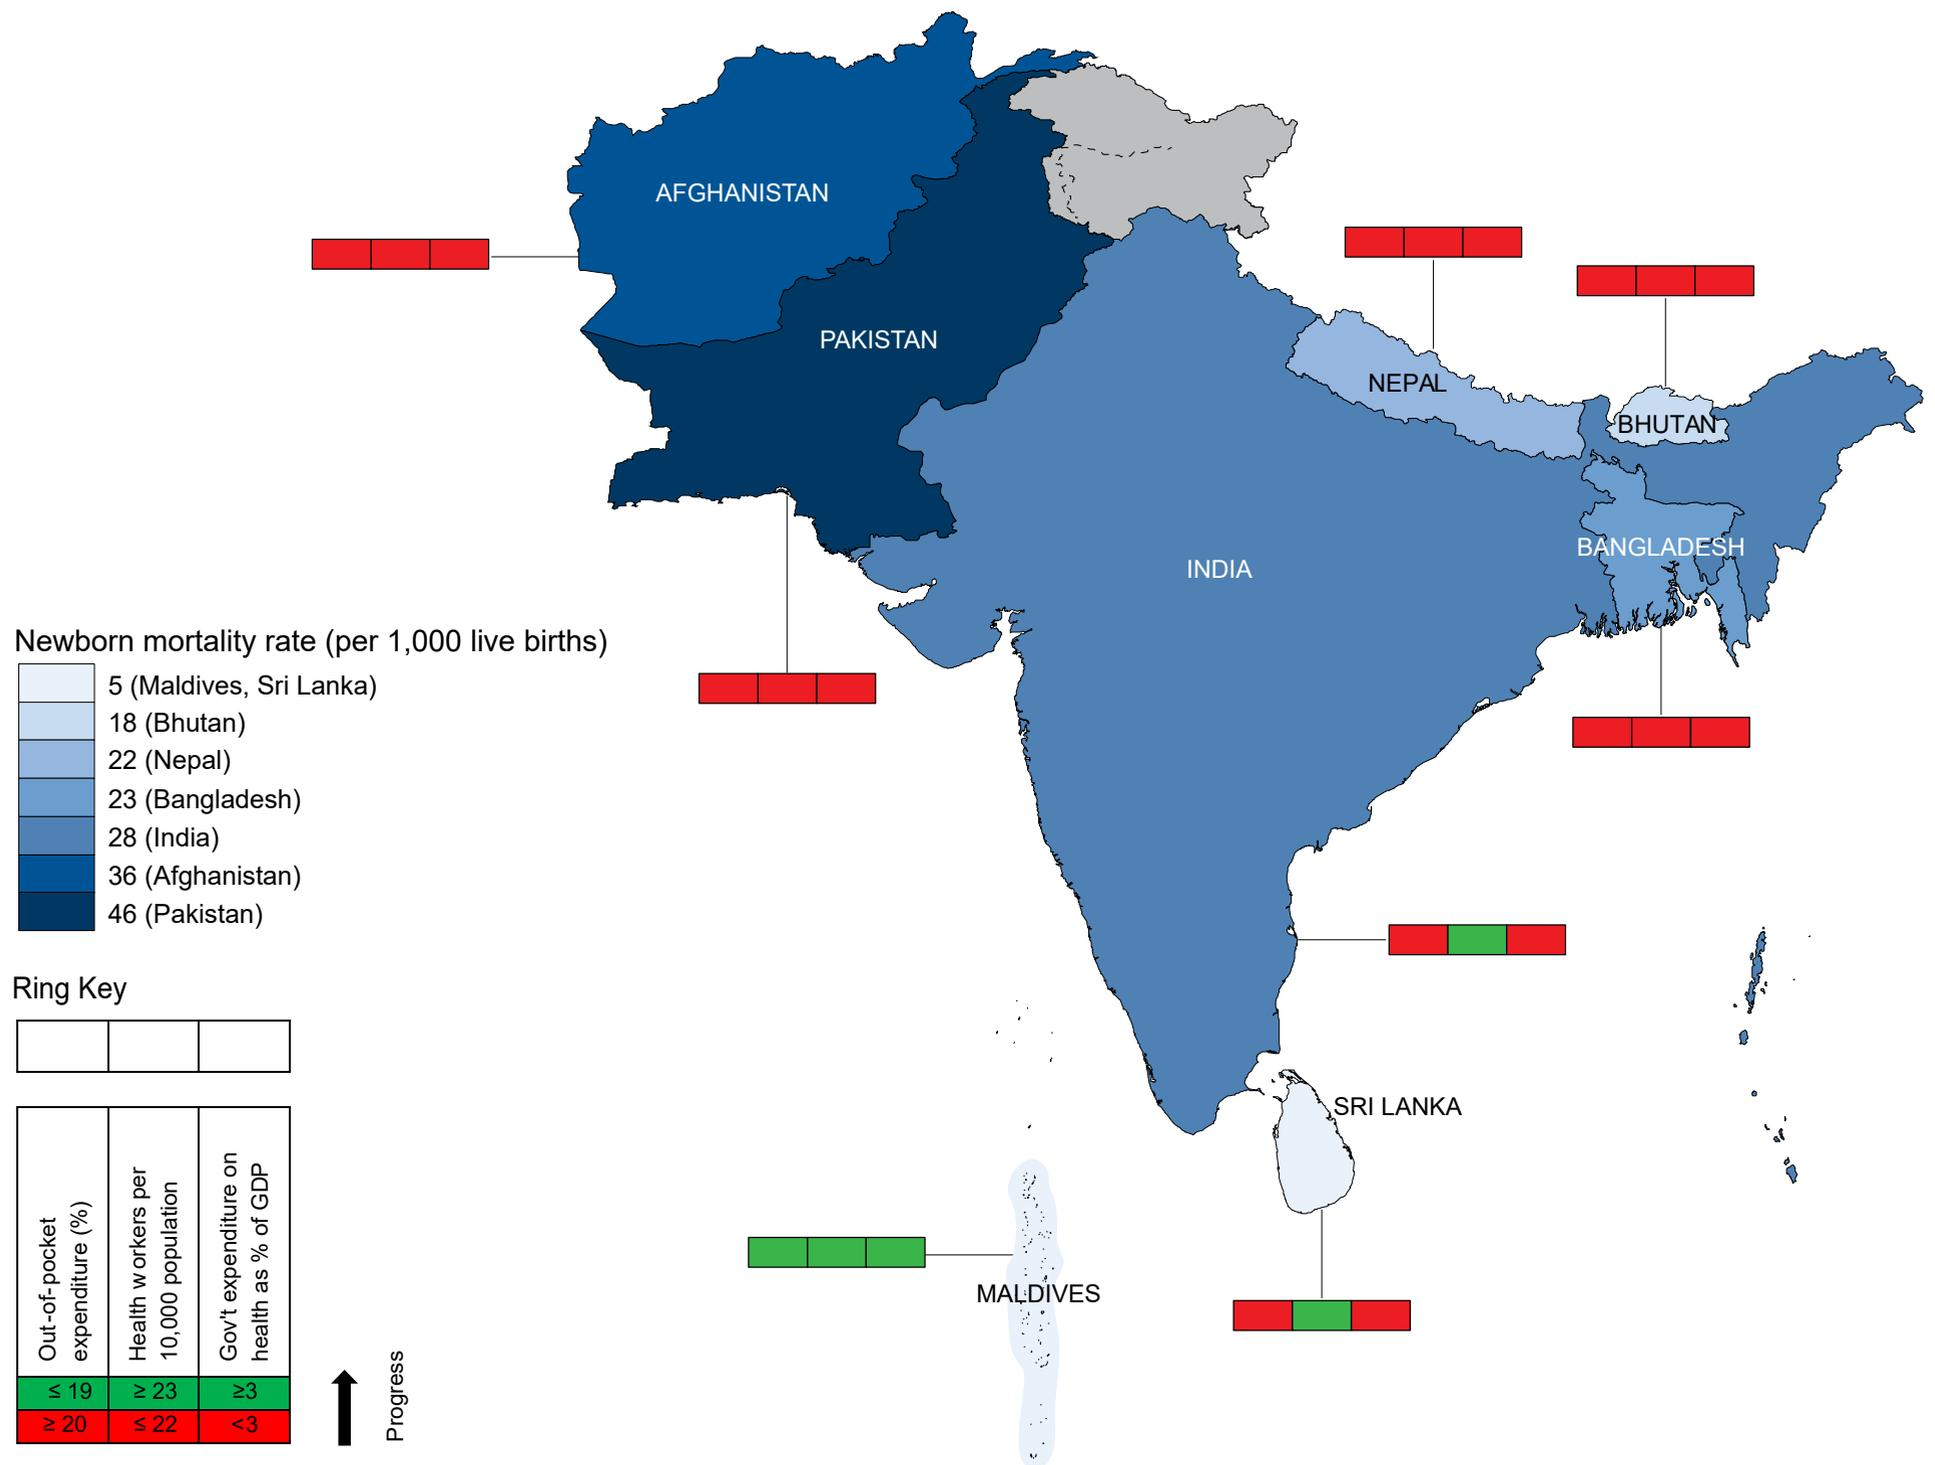 AFGHANISTAN
PAKISTAN
NEPAL
BHUTAN
BANGLADESH
INDIA
Newborn mortality rate (per 1,000 live births)
5 (Maldives, Sri Lanka)
18 (Bhutan)
22 (Nepal)
23 (Bangladesh)
28 (India)
36 (Afghanistan)
46 (Pakistan)
Ring Key
SRI LANKA
MALDIVES
Out-of-pocket
expenditure (%)
Health workers per
10,000 population
Gov't expenditure on
health as % of GDP
≤ 19
≥ 23
≥3
≥ 20
≤ 22
<3
Progress